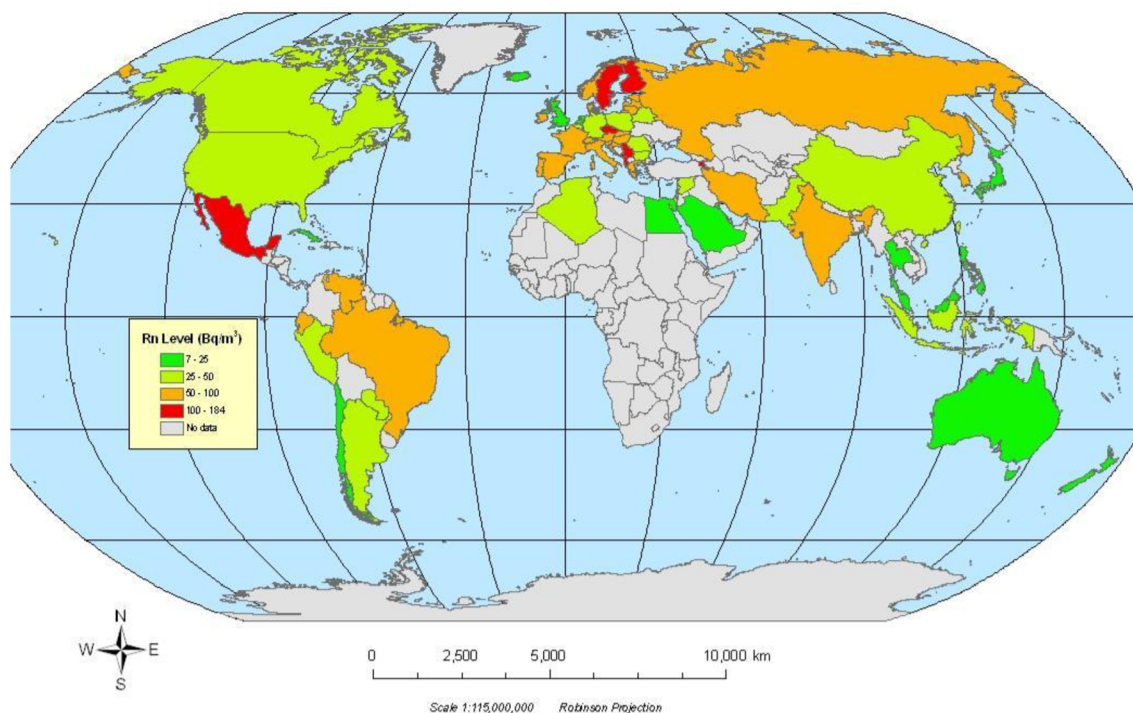 Rn Level (Bq/m³)
7 - 25
25 - 50
50 - 100
100 - 184
No data
N
W E
S
0 2,500 5,000 10,000 km
Scale 1:115,000,000 Robinson Projection